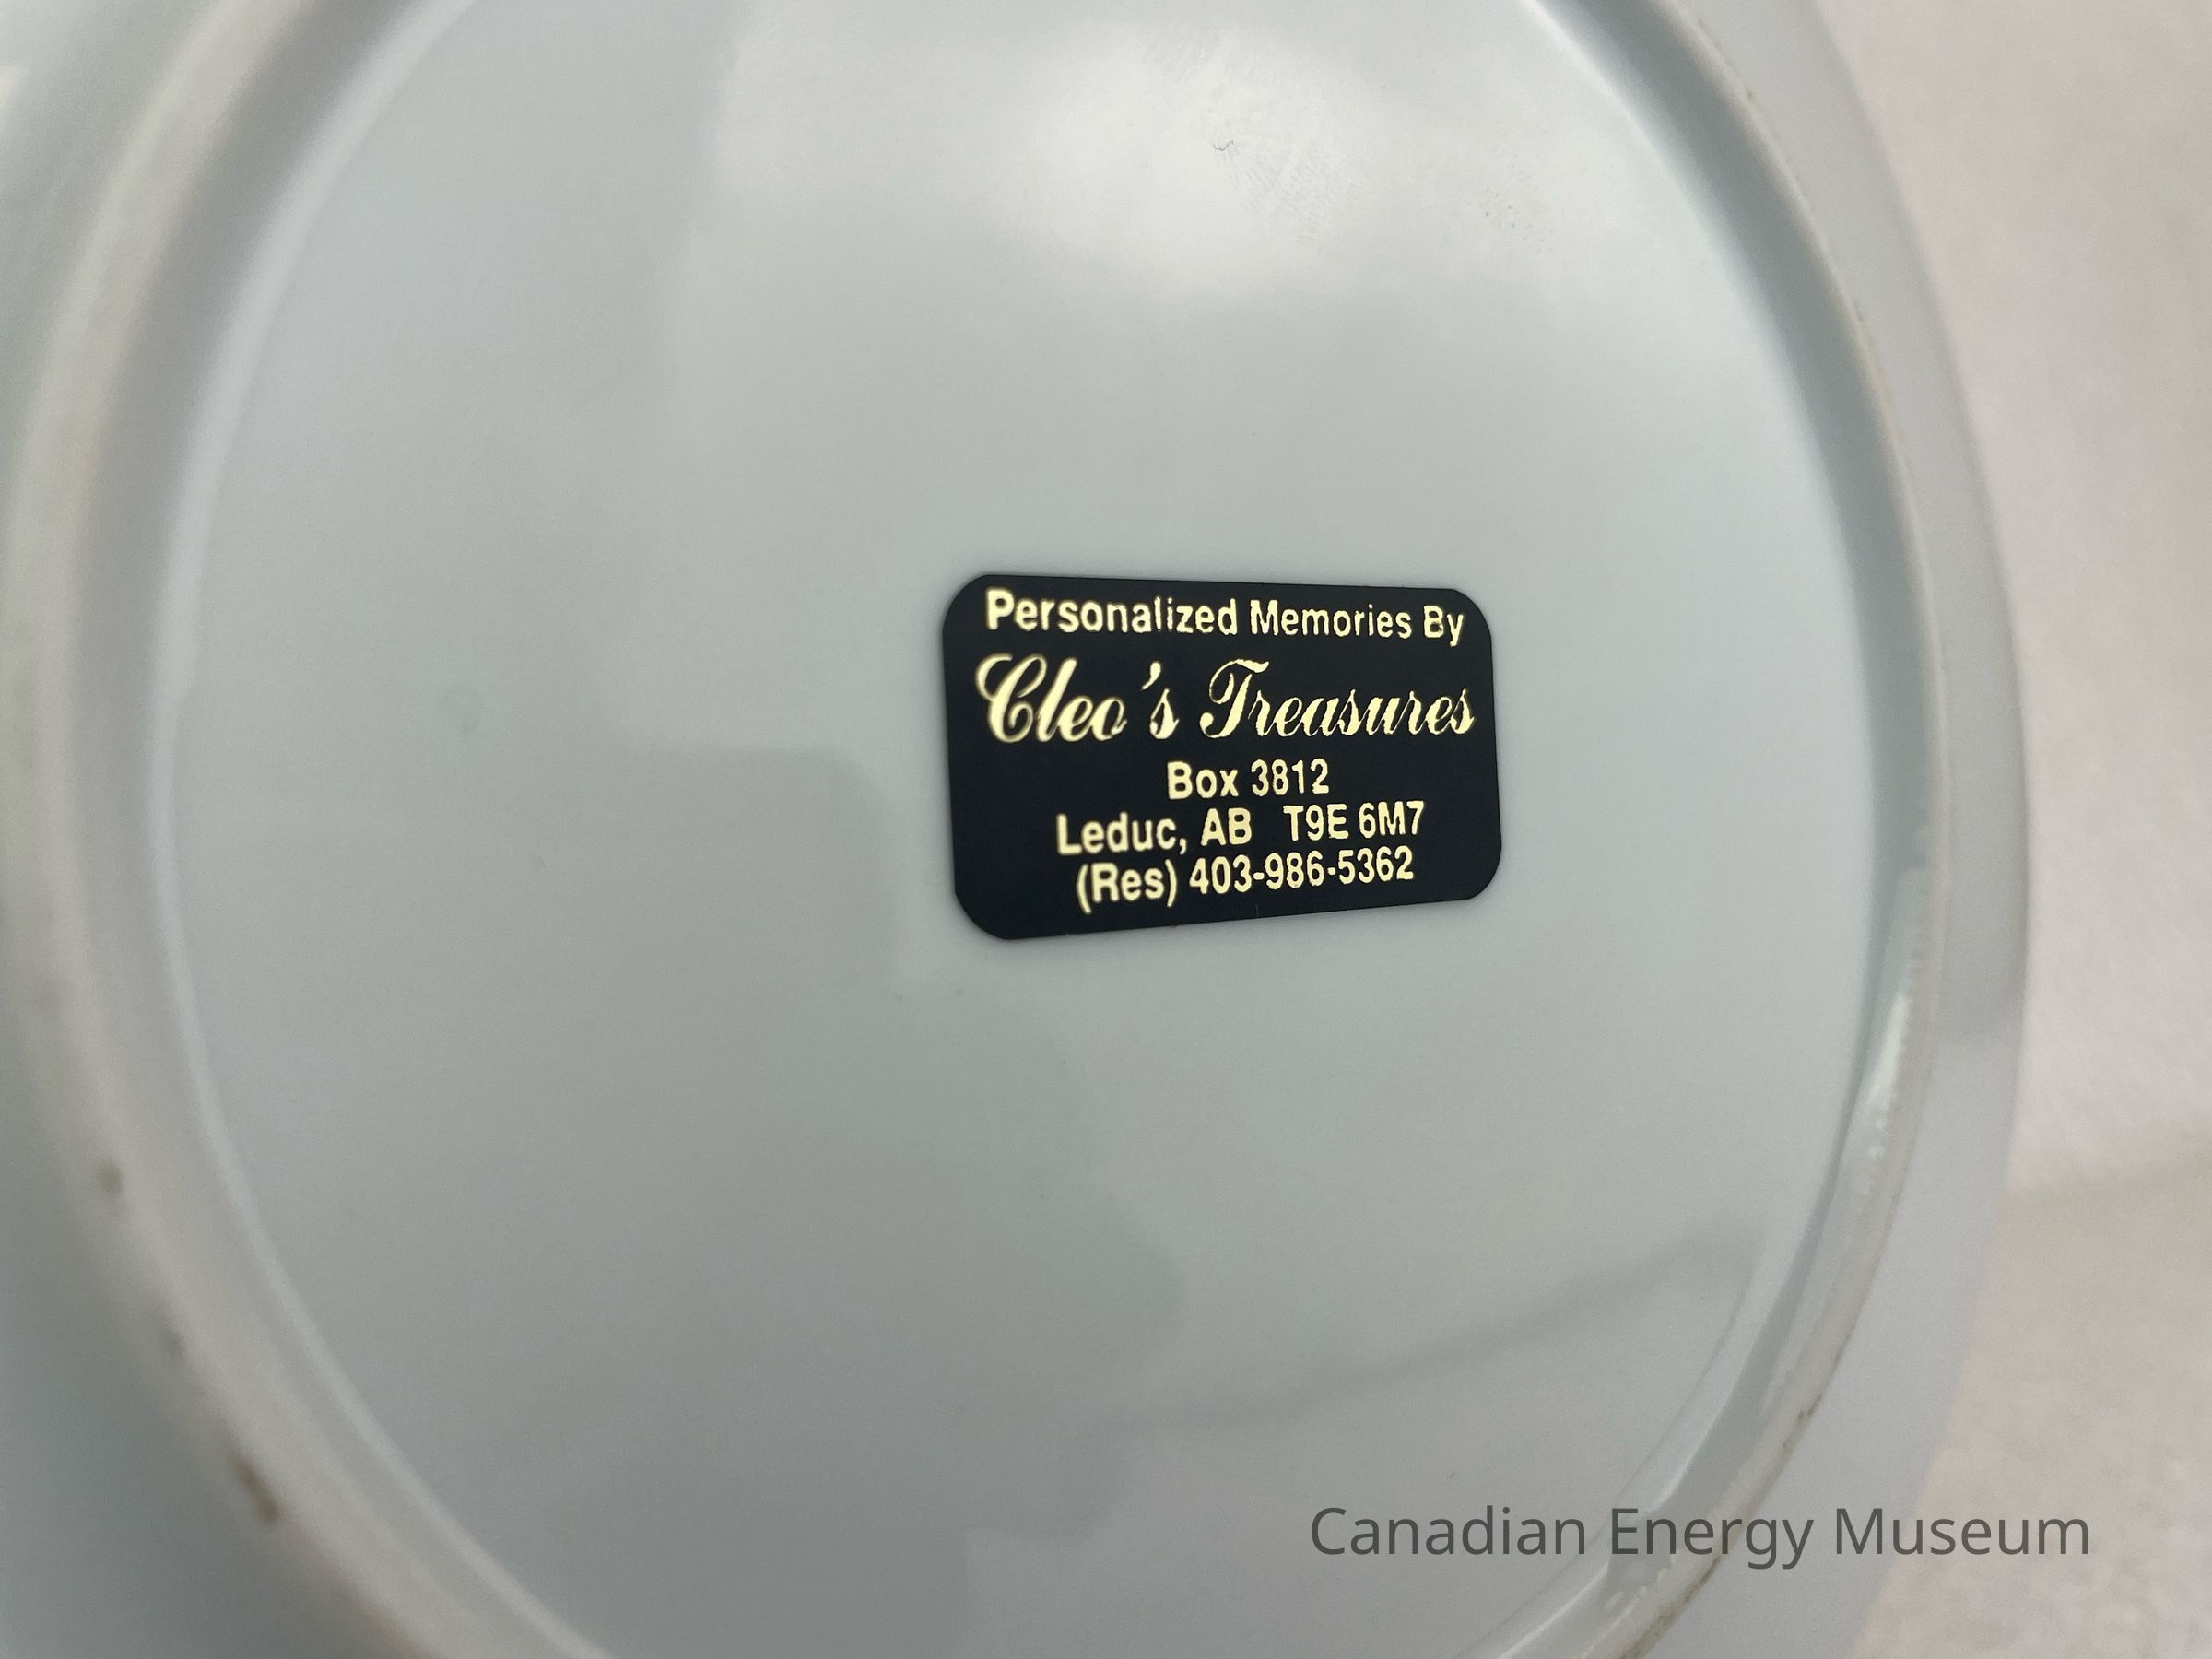 Personalized Memories By
Cleo's Treasures
Box 3812
Leduc, AB T9E 6M7
(Res) 403-986-5362
Canadian Energy Museum